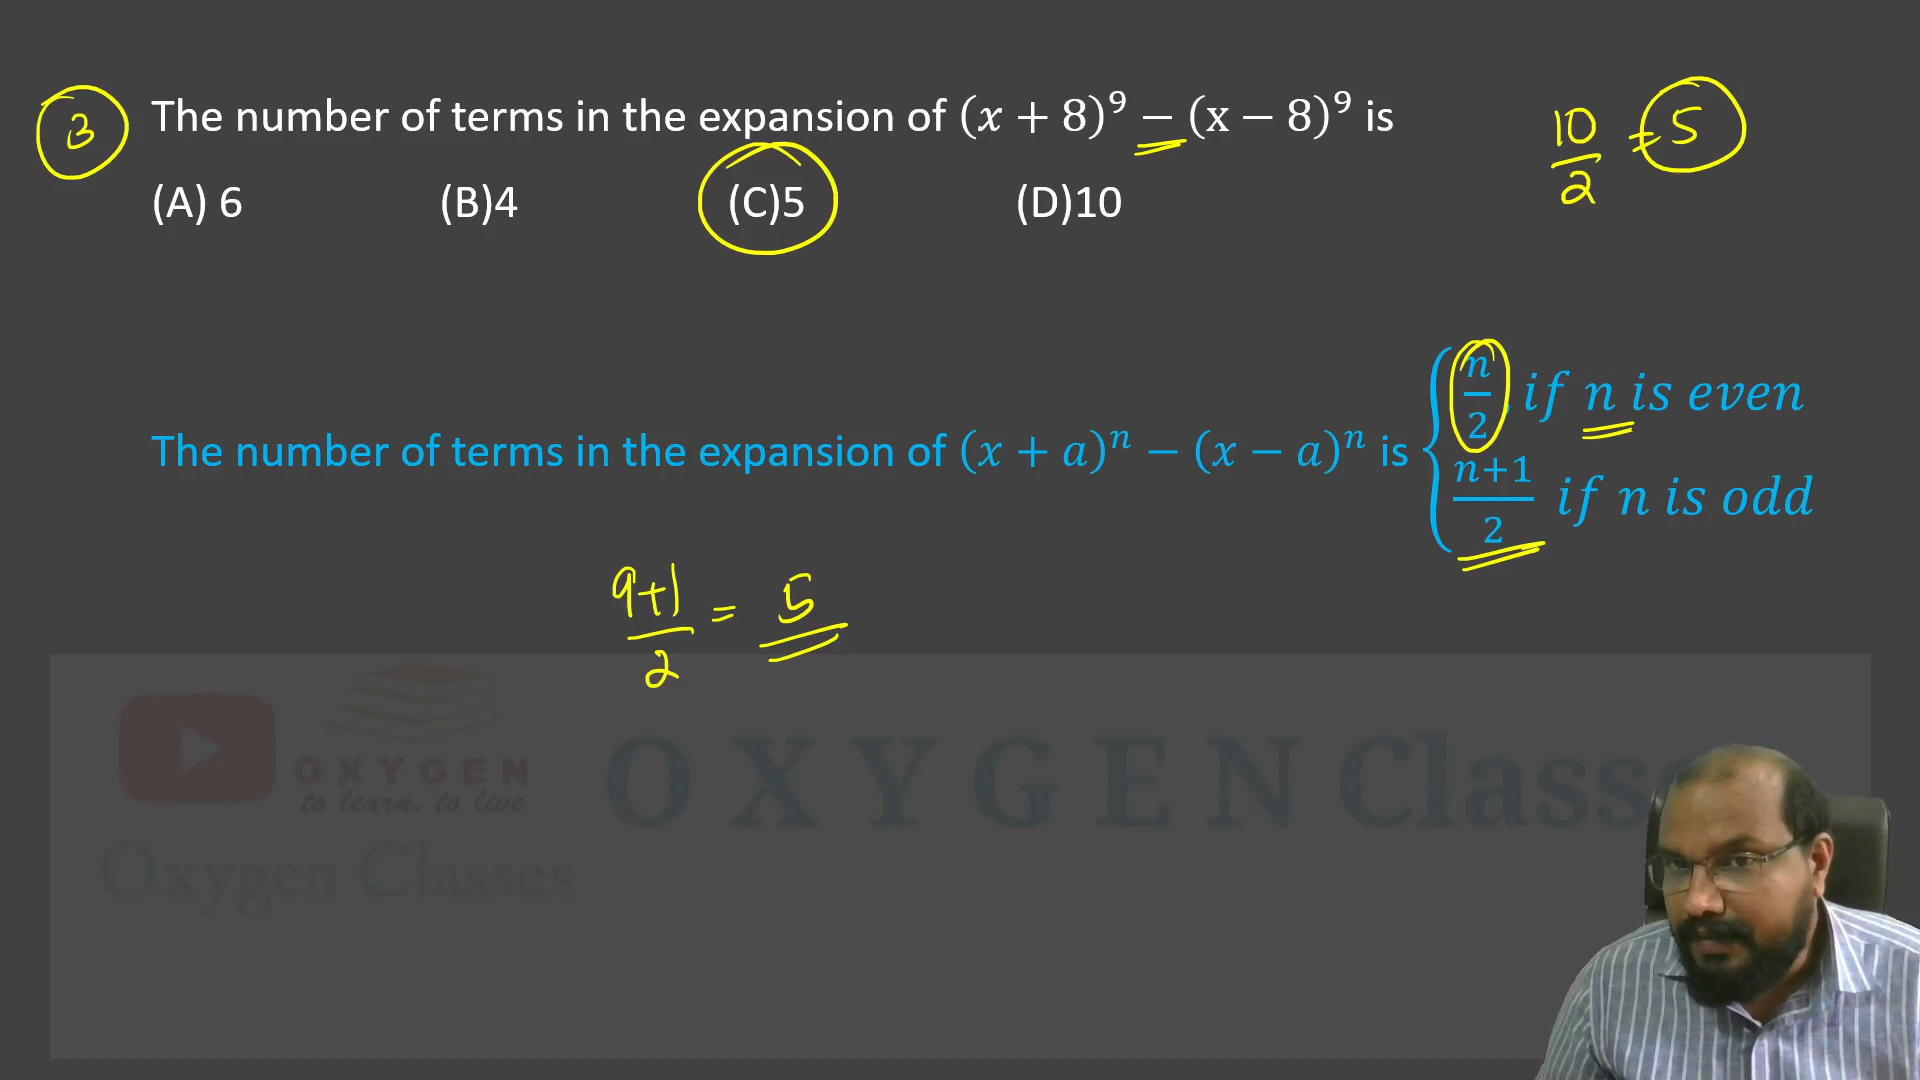 3 The number of terms in the expansion of (x + 8)⁹ − (x − 8)⁹ is
10/2 = 5
(A) 6 (B)4 (C)5 (D)10
The number of terms in the expansion of (x + a)ⁿ − (x − a)ⁿ is { n/2 if n is even
n+1/2 if n is odd
9+1/2 = 5
OXYGEN
to learn, to live
Oxygen Classes
OXYGEN Classes